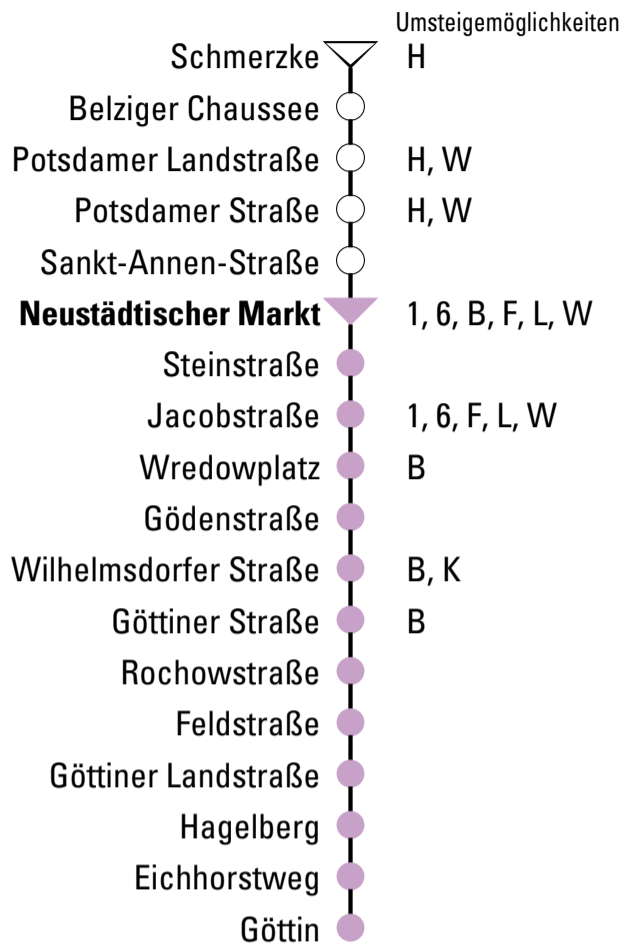 Umsteigemöglichkeiten
Schmerzke H
Belziger Chaussee
Potsdamer Landstraße H, W
Potsdamer Straße H, W
Sankt-Annen-Straße
Neustädtischer Markt 1, 6, B, F, L, W
Steinstraße
Jacobstraße 1, 6, F, L, W
Wredowplatz B
Gödenstraße
Wilhelmsdorfer Straße B, K
Göttiner Straße B
Rochowstraße
Feldstraße
Göttiner Landstraße
Hagelberg
Eichhorstweg
Göttin